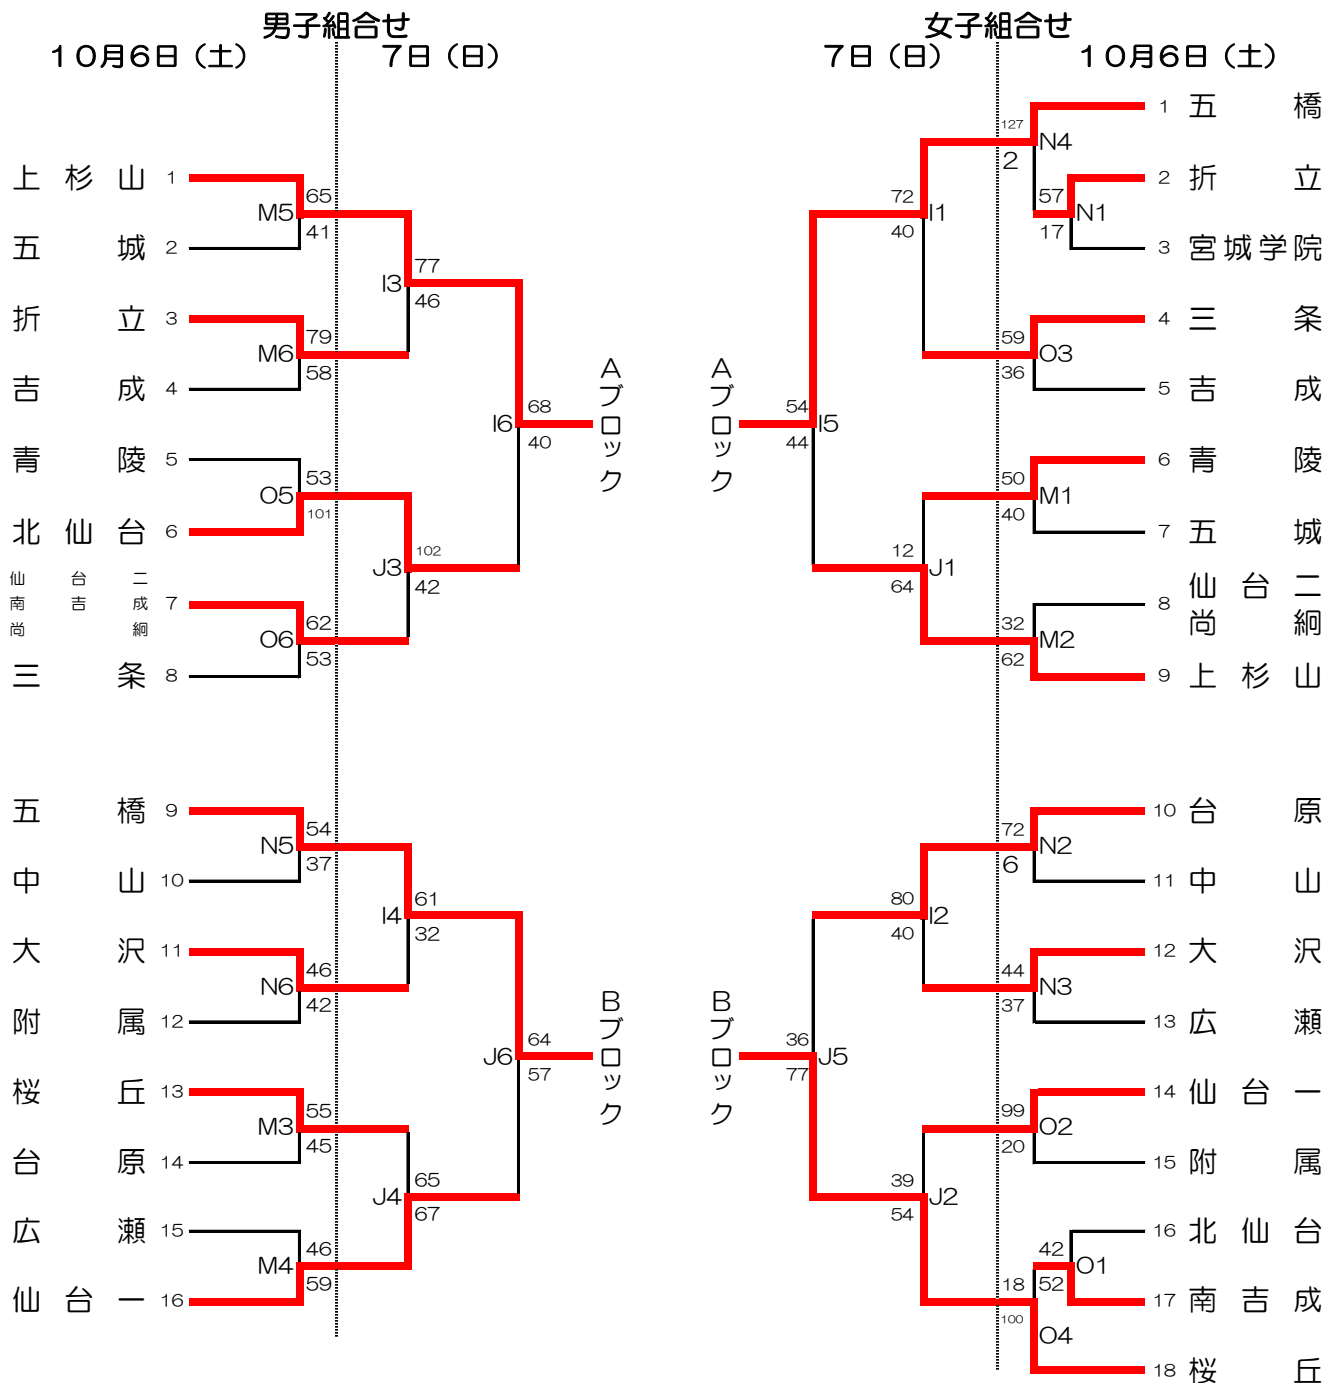 男子組合せ
10月6日（土） 7日（日）
上杉山 1
65
M5
41
五城 2
77
I3
46
折立 3
79
M6
58
吉成 4
68
I6
40
Aブロック
青陵 5
53
O5
101
北仙台 6
102
J3
42
仙台二
南吉成 7
尚絅
62
O6
53
三条 8
五橋 9
54
N5
37
中山 10
61
I4
32
大沢 11
46
N6
42
附属 12
64
J6
57
Bブロック
桜丘 13
55
M3
45
台原 14
65
J4
67
広瀬 15
46
M4
59
仙台一 16
女子組合せ
7日（日） 10月6日（土）
1 五橋
127
N4
2
2 折立
57
N1
17
3 宮城学院
72
I1
40
4 三条
59
O3
36
5 吉成
Aブロック
54
I5
44
6 青陵
50
M1
40
7 五城
12
J1
64
8 仙台二
尚絅
32
M2
62
9 上杉山
10 台原
72
N2
6
11 中山
80
I2
40
12 大沢
44
N3
37
13 広瀬
Bブロック
36
J5
77
14 仙台一
99
O2
20
15 附属
39
J2
54
16 北仙台
42
O1
52
17 南吉成
18
O4
100
18 桜丘